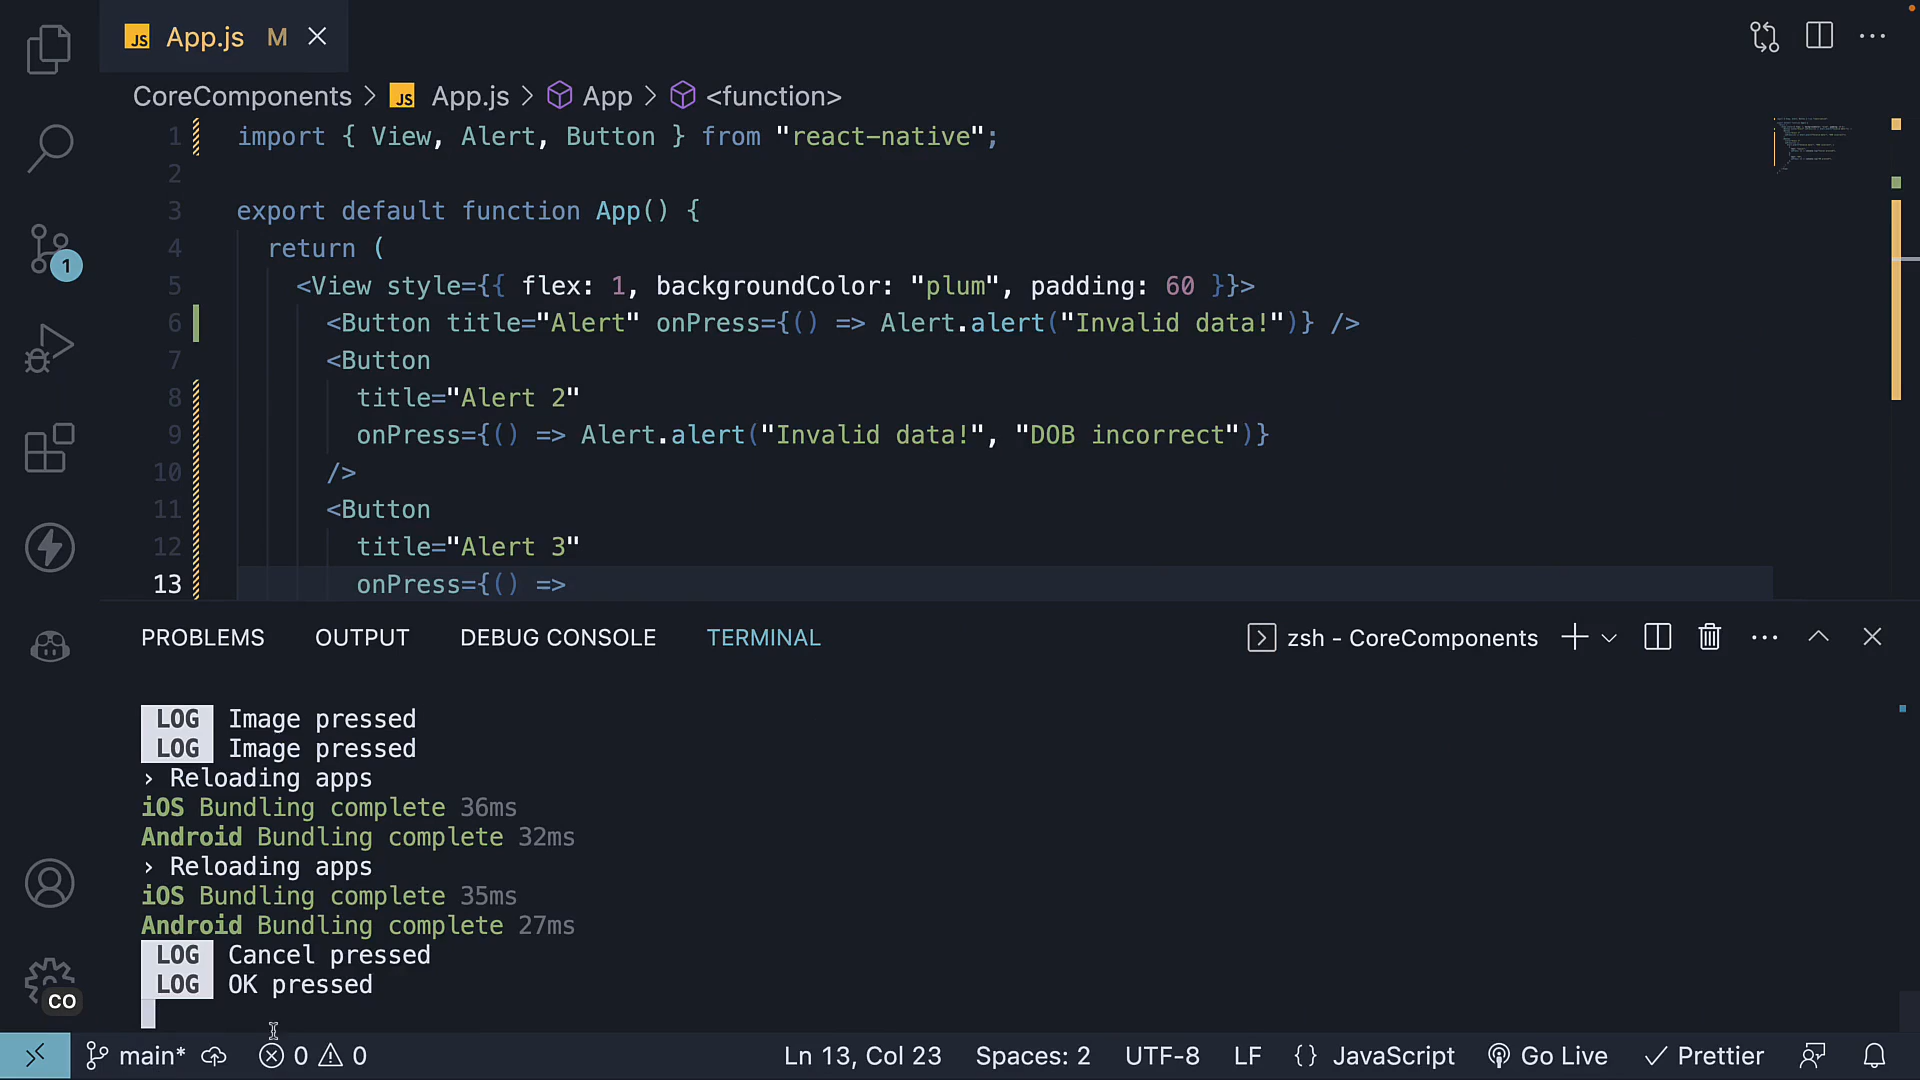 JS App.js M
CoreComponents > JS App.js > App > <function>
1 import { View, Alert, Button } from "react-native";
2
3 export default function App() {
4 return (
5 <View style={{ flex: 1, backgroundColor: "plum", padding: 60 }}>
6 <Button title="Alert" onPress={() => Alert.alert("Invalid data!")} />
7 <Button
8 title="Alert 2"
9 onPress={() => Alert.alert("Invalid data!", "DOB incorrect")}
10 />
11 <Button
12 title="Alert 3"
13 onPress={() =>
1
PROBLEMS OUTPUT DEBUG CONSOLE TERMINAL zsh - CoreComponents
LOG Image pressed
LOG Image pressed
› Reloading apps
iOS Bundling complete 36ms
Android Bundling complete 32ms
› Reloading apps
iOS Bundling complete 35ms
Android Bundling complete 27ms
LOG Cancel pressed
LOG OK pressed
CO
main* 0 0 Ln 13, Col 23 Spaces: 2 UTF-8 LF {} JavaScript Go Live Prettier